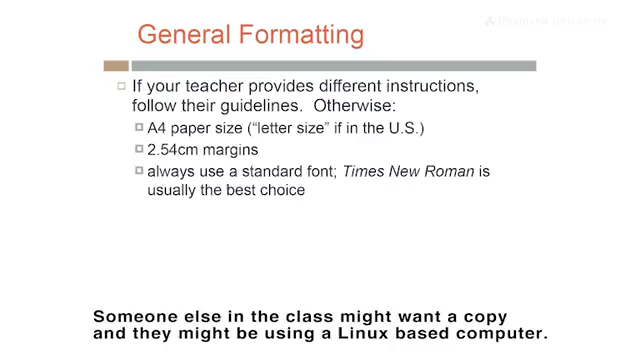 General Formatting
If your teacher provides different instructions,
follow their guidelines.  Otherwise:
A4 paper size ("letter size" if in the U.S.)
2.54cm margins
always use a standard font; Times New Roman is
usually the best choice
Someone else in the class might want a copy
and they might be using a Linux based computer.